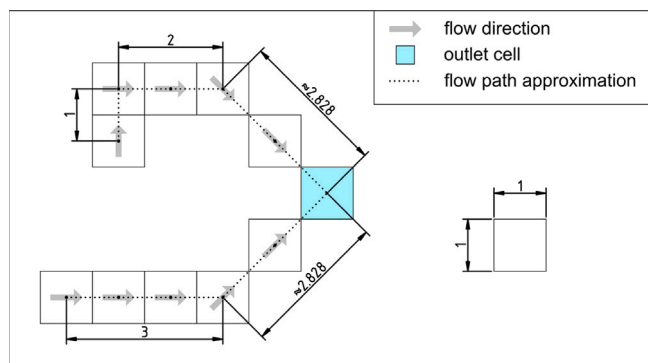 flow direction
outlet cell
flow path approximation
2
1
≈2.828
1
1
≈2.828
3